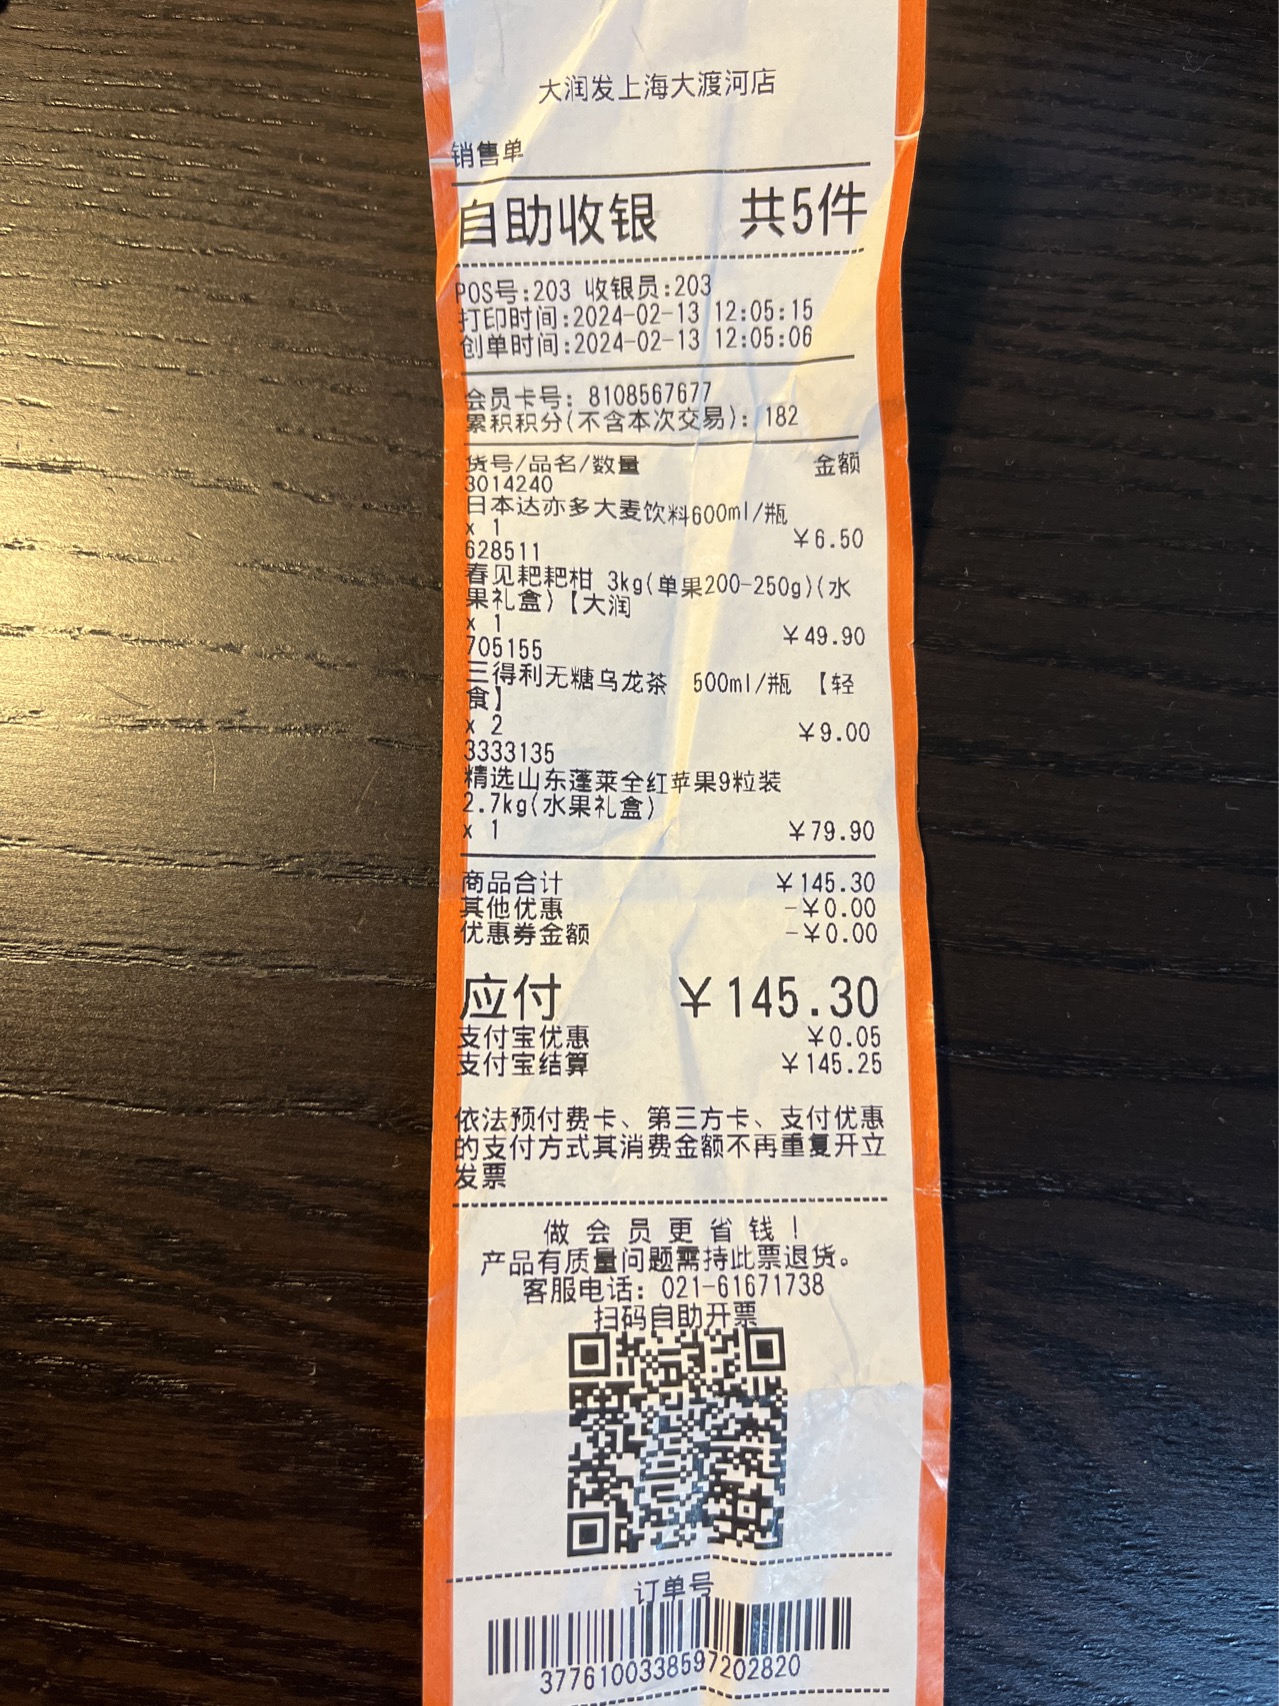 大润发上海大渡河店
销售单
自助收银 共5件
POS号:203 收银员:203
打印时间:2024-02-13 12:05:15
创单时间:2024-02-13 12:05:06
会员卡号: 8108567677
累积积分(不含本次交易): 182
货号/品名/数量 金额
3014240
日本达亦多大麦饮料600ml/瓶
x 1 ¥6.50
628511
春见耙耙柑 3kg(单果200-250g)(水
果礼盒)【大润
x 1 ¥49.90
705155
三得利无糖乌龙茶 500ml/瓶 【轻
食】
x 2 ¥9.00
3333135
精选山东蓬莱全红苹果9粒装
2.7kg(水果礼盒)
x 1 ¥79.90
商品合计 ¥145.30
其他优惠 -¥0.00
优惠券金额 -¥0.00
应付 ¥145.30
支付宝优惠 ¥0.05
支付宝结算 ¥145.25
依法预付费卡、第三方卡、支付优惠
的支付方式其消费金额不再重复开立
发票
做会员更省钱!
产品有质量问题需持此票退货。
客服电话: 021-61671738
扫码自助开票
订单号
3776100338597202820